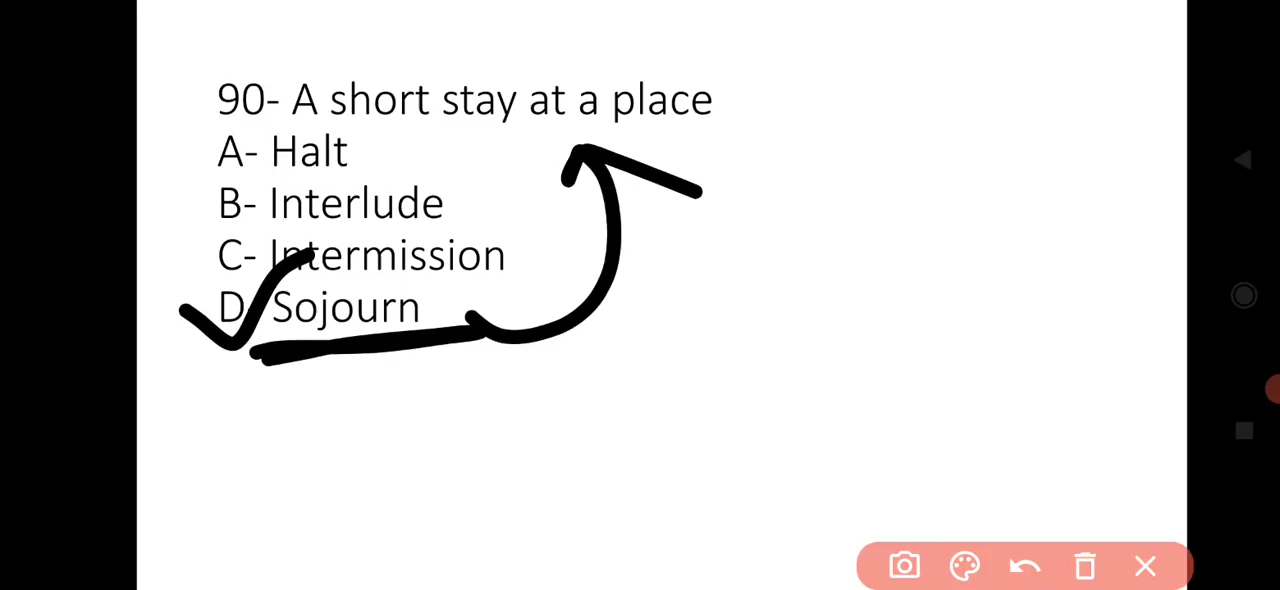 90- A short stay at a place
A- Halt
B- Interlude
C- Intermission
D- Sojourn